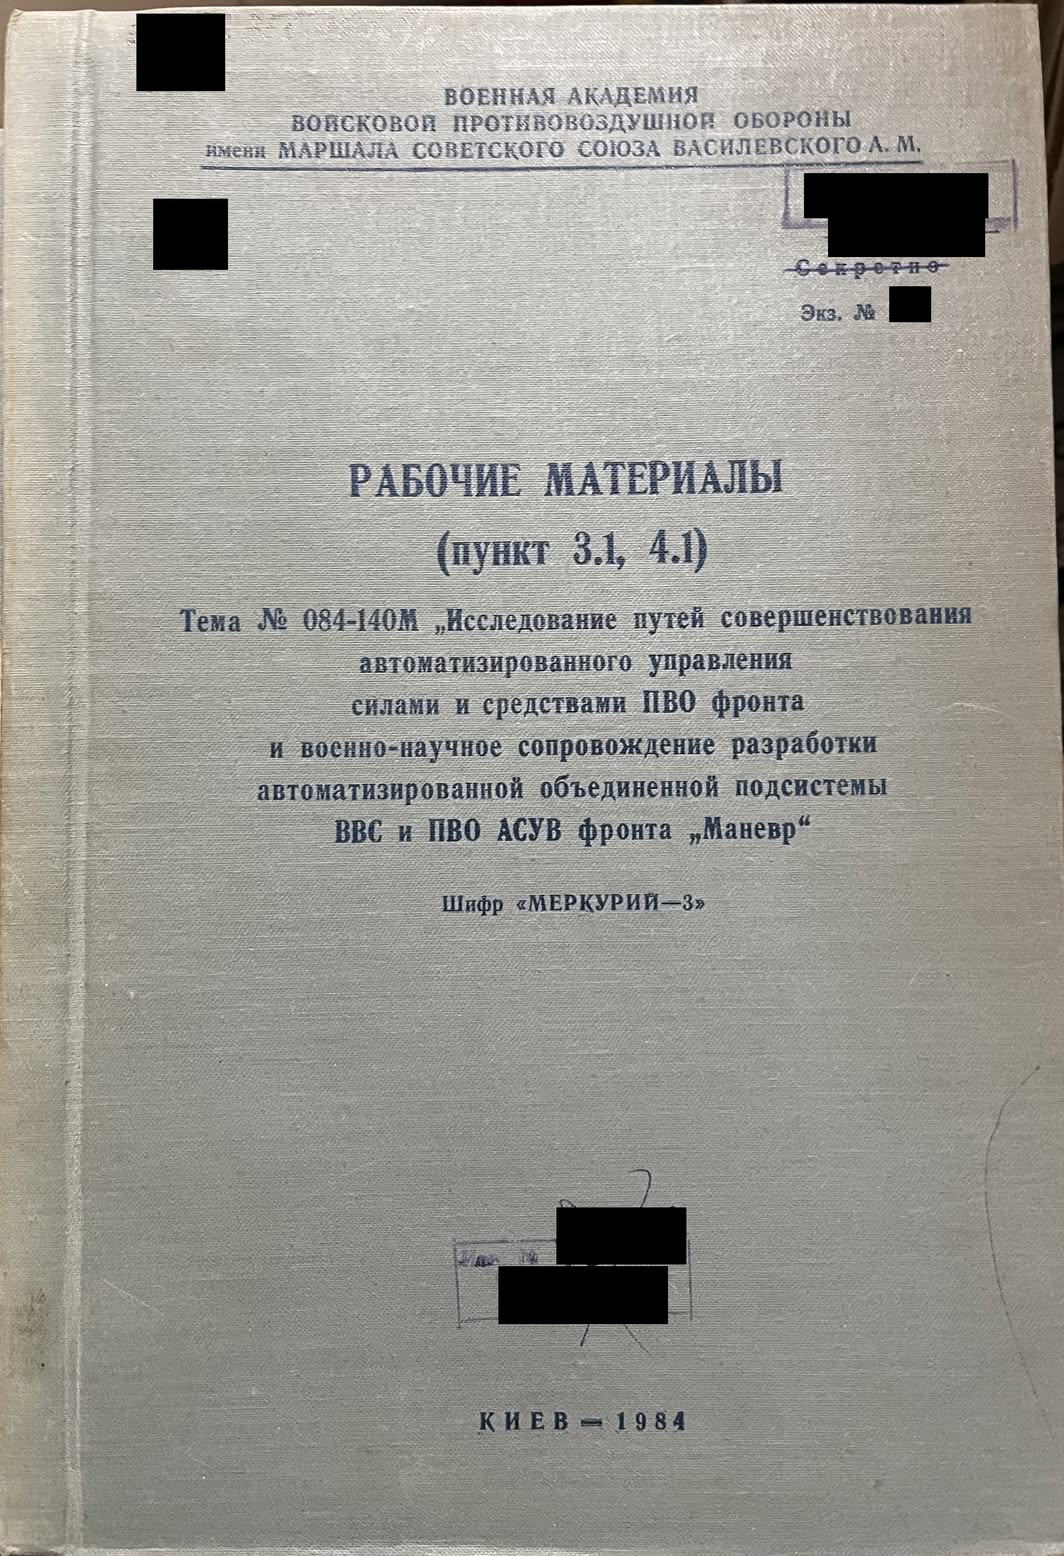 ВОЕННАЯ АКАДЕМИЯ
ВОЙСКОВОЙ ПРОТИВОВОЗДУШНОЙ ОБОРОНЫ
имени МАРШАЛА СОВЕТСКОГО СОЮЗА ВАСИЛЕВСКОГО А. М.
Секретно
Экз. №
РАБОЧИЕ МАТЕРИАЛЫ
(пункт 3.1, 4.1)
Тема № 084-140М „Исследование путей совершенствования
автоматизированного управления
силами и средствами ПВО фронта
и военно-научное сопровождение разработки
автоматизированной объединенной подсистемы
ВВС и ПВО АСУВ фронта „Маневр“
Шифр «МЕРКУРИЙ—3»
№
КИЕВ — 1984